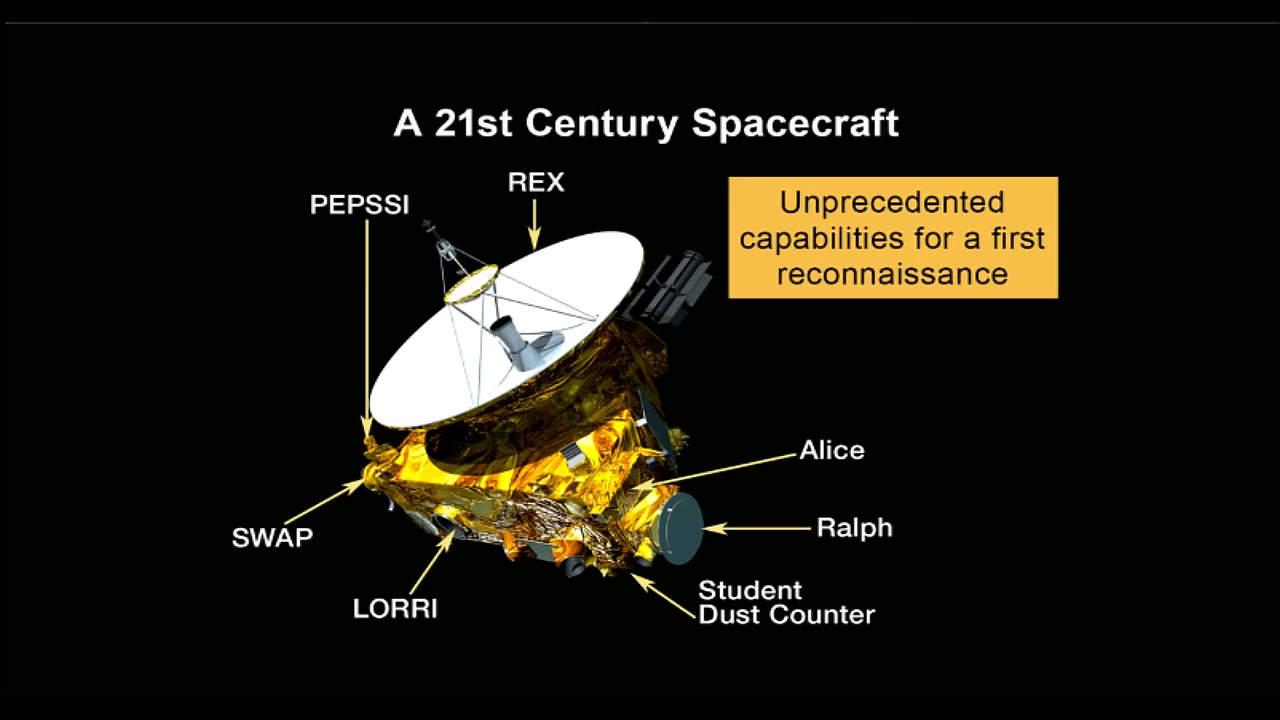 A 21st Century Spacecraft
REX
PEPSSI
Unprecedented
capabilities for a first
reconnaissance
Alice
Ralph
SWAP
Student
Dust Counter
LORRI